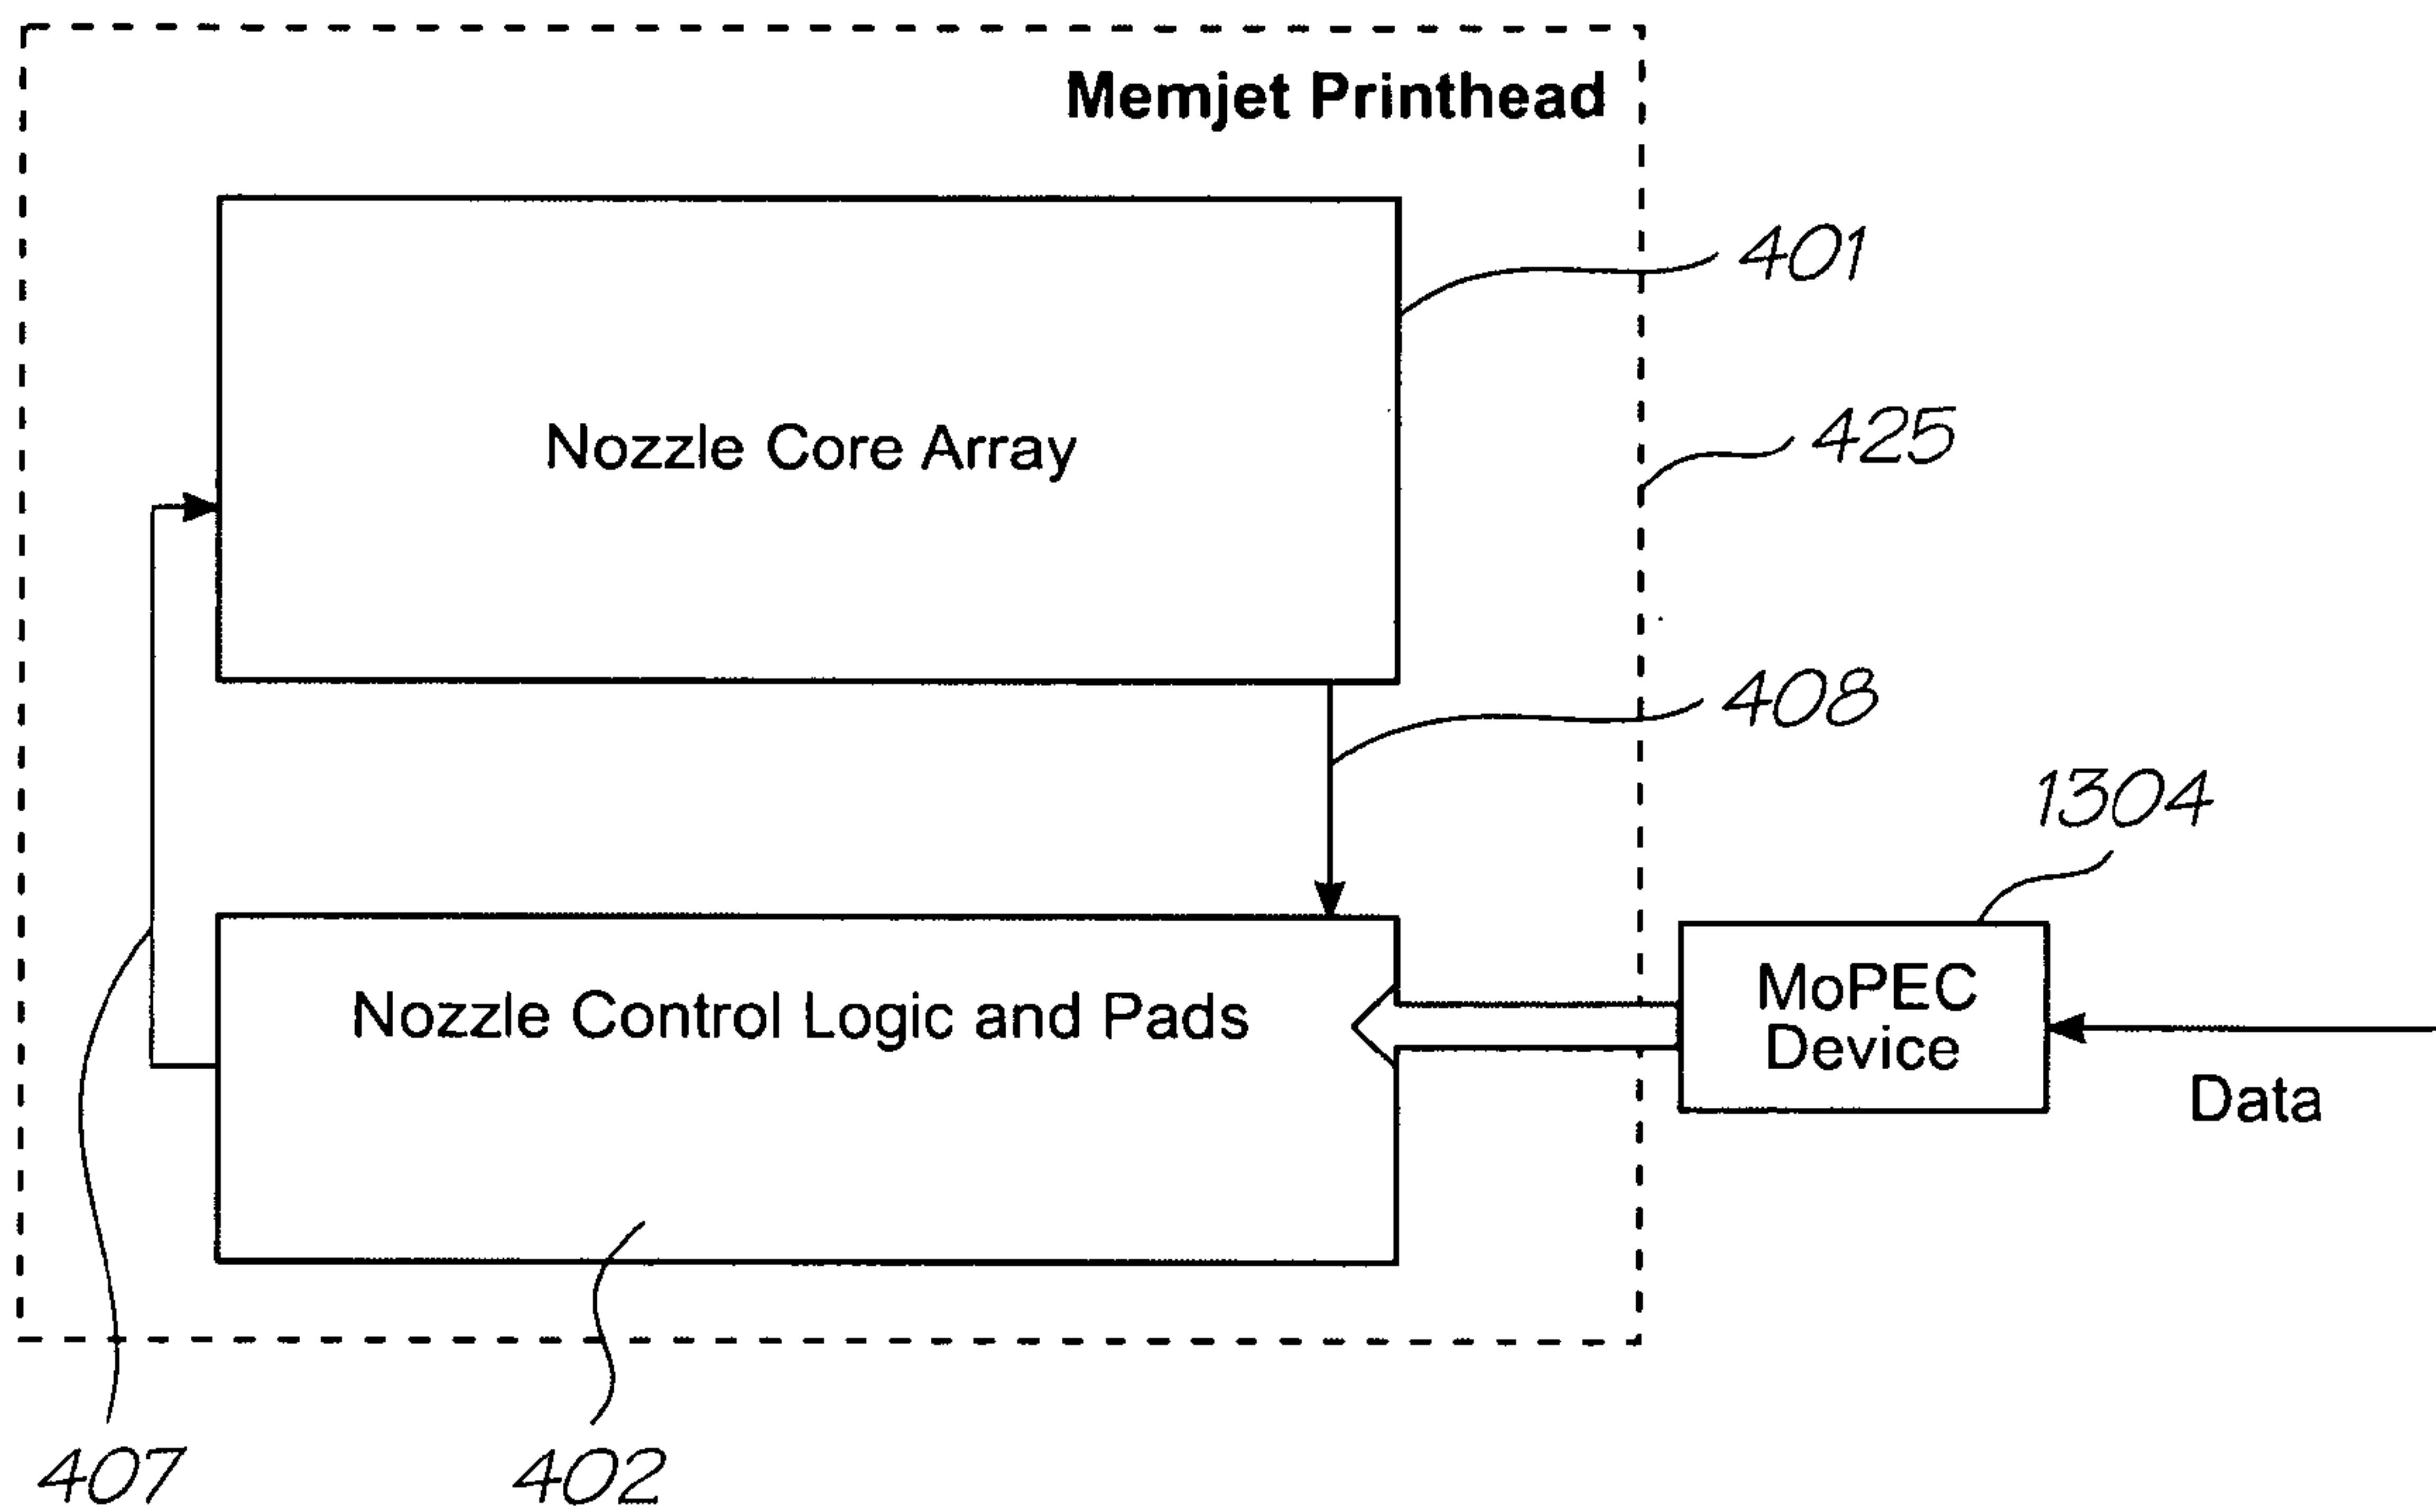 Memjet Printhead
401
Nozzle Core Array
425
408
1304
Nozzle Control Logic and Pads
MoPEC
Device
Data
407
402